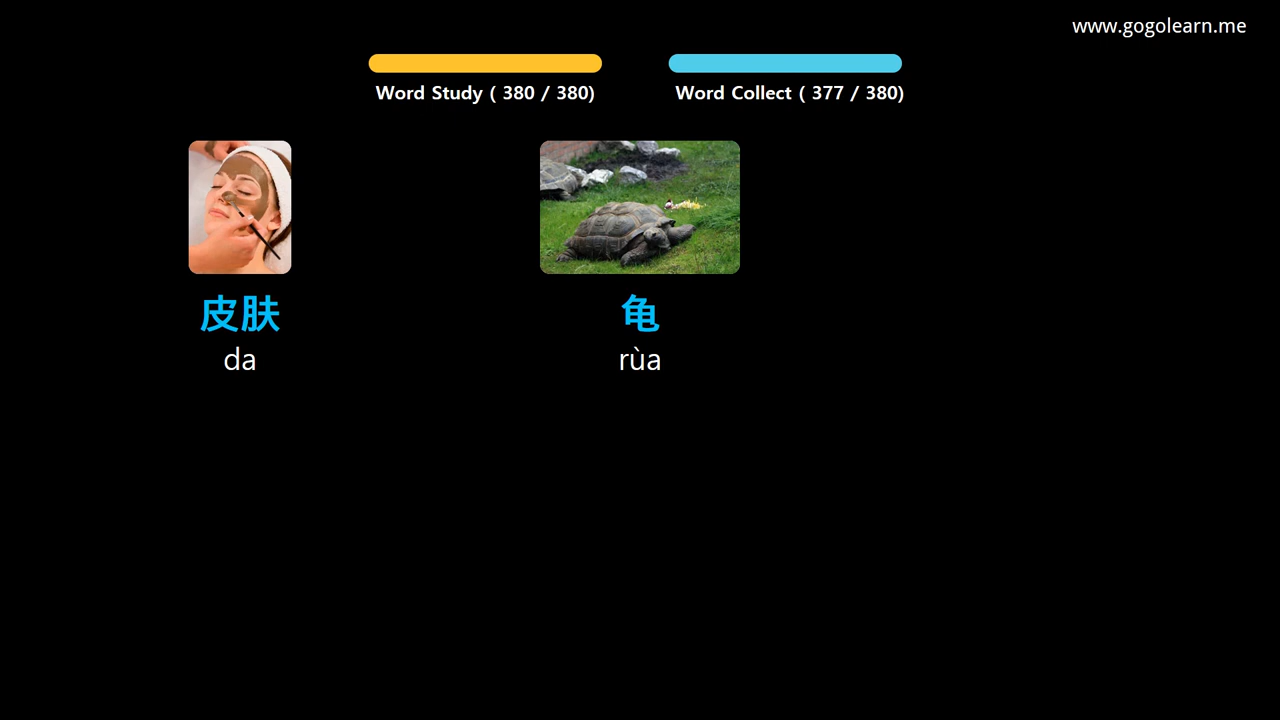 www.gogolearn.me
Word Study ( 380 / 380)
Word Collect ( 377 / 380)
皮肤
da
龟
rùa